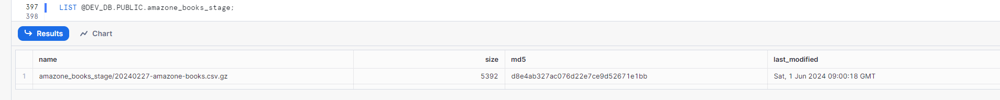 397 LIST @DEV_DB.PUBLIC.amazone_books_stage;
398
Results Chart
name size md5 last_modified
1 amazone_books_stage/20240227-amazone-books.csv.gz 5392 d8e4ab327ac076d22e7ce9d52671e1bb Sat, 1 Jun 2024 09:00:18 GMT